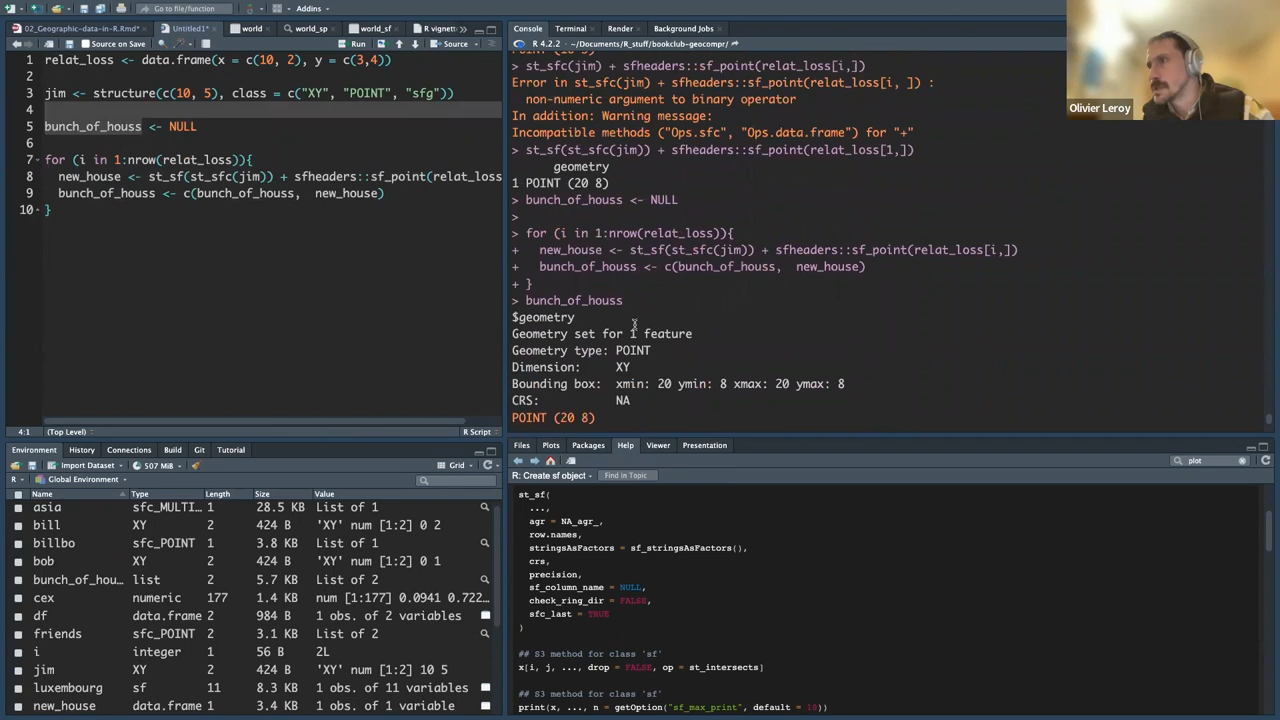 Go to file/function
Addins
02_Geographic-data-in-R.Rmd*
Untitled1*
world
world_sp
world_sf
R vignett
Source on Save
Run
Source
1 relat_loss <- data.frame(x = c(10, 2), y = c(3,4))
2
3 jim <- structure(c(10, 5), class = c("XY", "POINT", "sfg"))
4
5 bunch_of_houss <- NULL
6
7 for (i in 1:nrow(relat_loss)){
8 new_house <- st_sf(st_sfc(jim)) + sfheaders::sf_point(relat_loss
9 bunch_of_houss <- c(bunch_of_houss, new_house)
10 }
4:1 (Top Level) R Script
Console Terminal Render Background Jobs
R 4.2.2 · ~/Documents/R_stuff/bookclub-geocompr/
> st_sfc(jim) + sfheaders::sf_point(relat_loss[i,])
Error in st_sfc(jim) + sfheaders::sf_point(relat_loss[i, ]) :
non-numeric argument to binary operator
In addition: Warning message:
Incompatible methods ("Ops.sfc", "Ops.data.frame") for "+"
> st_sf(st_sfc(jim)) + sfheaders::sf_point(relat_loss[1,])
geometry
1 POINT (20 8)
> bunch_of_houss <- NULL
>
> for (i in 1:nrow(relat_loss)){
+ new_house <- st_sf(st_sfc(jim)) + sfheaders::sf_point(relat_loss[i,])
+ bunch_of_houss <- c(bunch_of_houss, new_house)
+ }
> bunch_of_houss
$geometry
Geometry set for 1 feature
Geometry type: POINT
Dimension: XY
Bounding box: xmin: 20 ymin: 8 xmax: 20 ymax: 8
CRS: NA
POINT (20 8)
Olivier Leroy
Environment History Connections Build Git Tutorial
Import Dataset 507 MiB Grid
R Global Environment
Name Type Length Size Value
asia sfc_MULTI… 1 28.5 KB List of 1
bill XY 2 424 B 'XY' num [1:2] 0 2
billbo sfc_POINT 1 3.8 KB List of 1
bob XY 2 424 B 'XY' num [1:2] 0 1
bunch_of_hou… list 2 5.7 KB List of 2
cex numeric 177 1.4 KB num [1:177] 0.0941 0.722…
df data.frame 2 984 B 1 obs. of 2 variables
friends sfc_POINT 2 3.1 KB List of 2
i integer 1 56 B 2L
jim XY 2 424 B 'XY' num [1:2] 10 5
luxembourg sf 11 8.3 KB 1 obs. of 11 variables
new_house data.frame 1 3.4 KB 1 obs. of 1 variable
Files Plots Packages Help Viewer Presentation
plot
R: Create sf object Find in Topic
st_sf(
...,
agr = NA_agr_,
row.names,
stringsAsFactors = sf_stringsAsFactors(),
crs,
precision,
sf_column_name = NULL,
check_ring_dir = FALSE,
sfc_last = TRUE
)
## S3 method for class 'sf'
x[i, j, ..., drop = FALSE, op = st_intersects]
## S3 method for class 'sf'
print(x, ..., n = getOption("sf_max_print", default = 10))